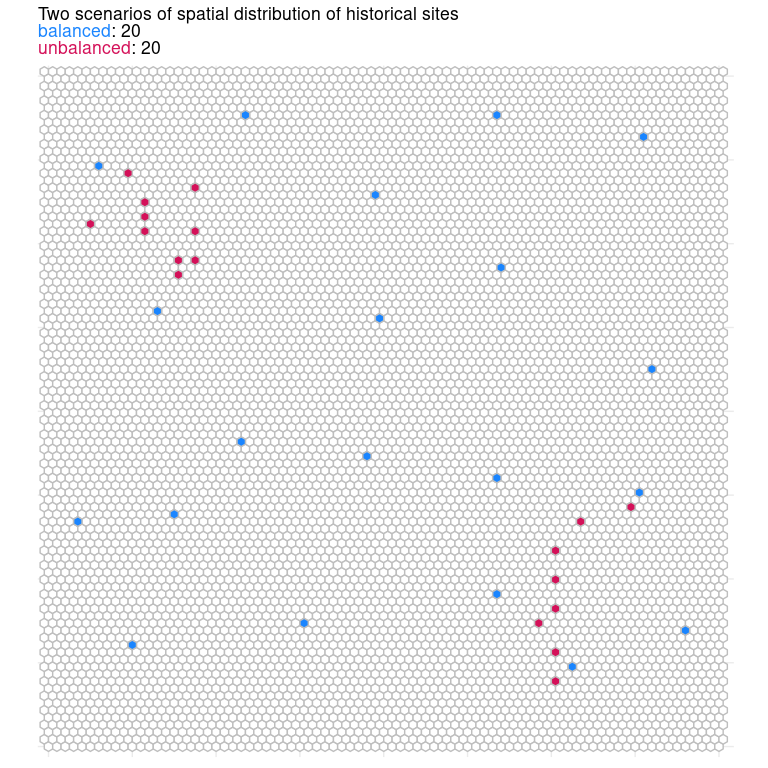 Two scenarios of spatial distribution of historical sites
balanced: 20
unbalanced: 20